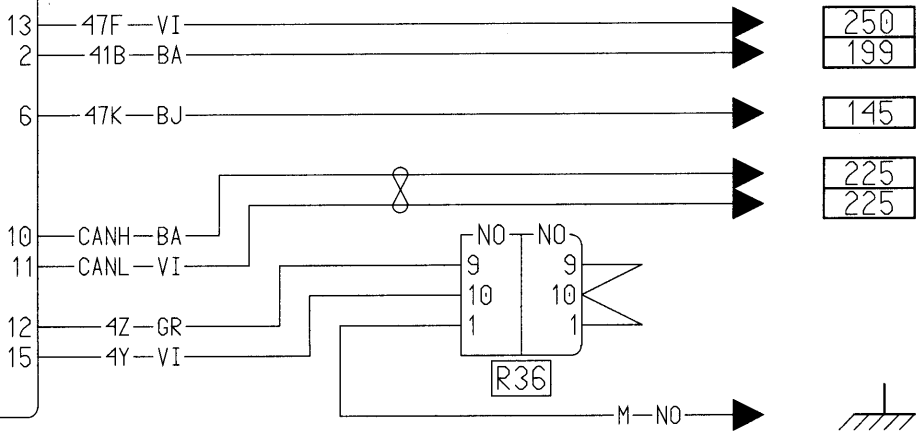 13 47F VI 250
2 41B BA 199
6 47K BJ 145
225
225
10 CANH BA
11 CANL VI
NO NO
9 9
10 10
1 1
12 4Z GR
15 4Y VI
R36
M NO